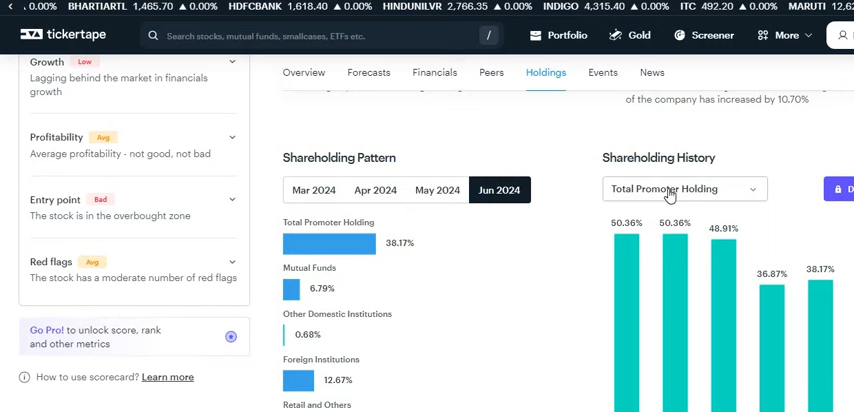 0.00% BHARTIARTL 1,465.70 ▲ 0.00% HDFCBANK 1,618.40 ▲ 0.00% HINDUNILVR 2,766.35 ▲ 0.00% INDIGO 4,315.40 ▲ 0.00% ITC 492.20 ▲ 0.00% MARUTI
tickertape
Search stocks, mutual funds, smallcases, ETFs etc.
/
Portfolio
Gold
Screener
More
Growth Low
Lagging behind the market in financials
growth
Profitability Avg
Average profitability - not good, not bad
Entry point Bad
The stock is in the overbought zone
Red flags Avg
The stock has a moderate number of red flags
Go Pro! to unlock score, rank
and other metrics
How to use scorecard? Learn more
Overview Forecasts Financials Peers Holdings Events News
of the company has increased by 10.70%
Shareholding Pattern
Mar 2024 Apr 2024 May 2024 Jun 2024
Total Promoter Holding
38.17%
Mutual Funds
6.79%
Other Domestic Institutions
0.68%
Foreign Institutions
12.67%
Retail and Others
Shareholding History
Total Promoter Holding
50.36% 50.36% 48.91% 36.87% 38.17%